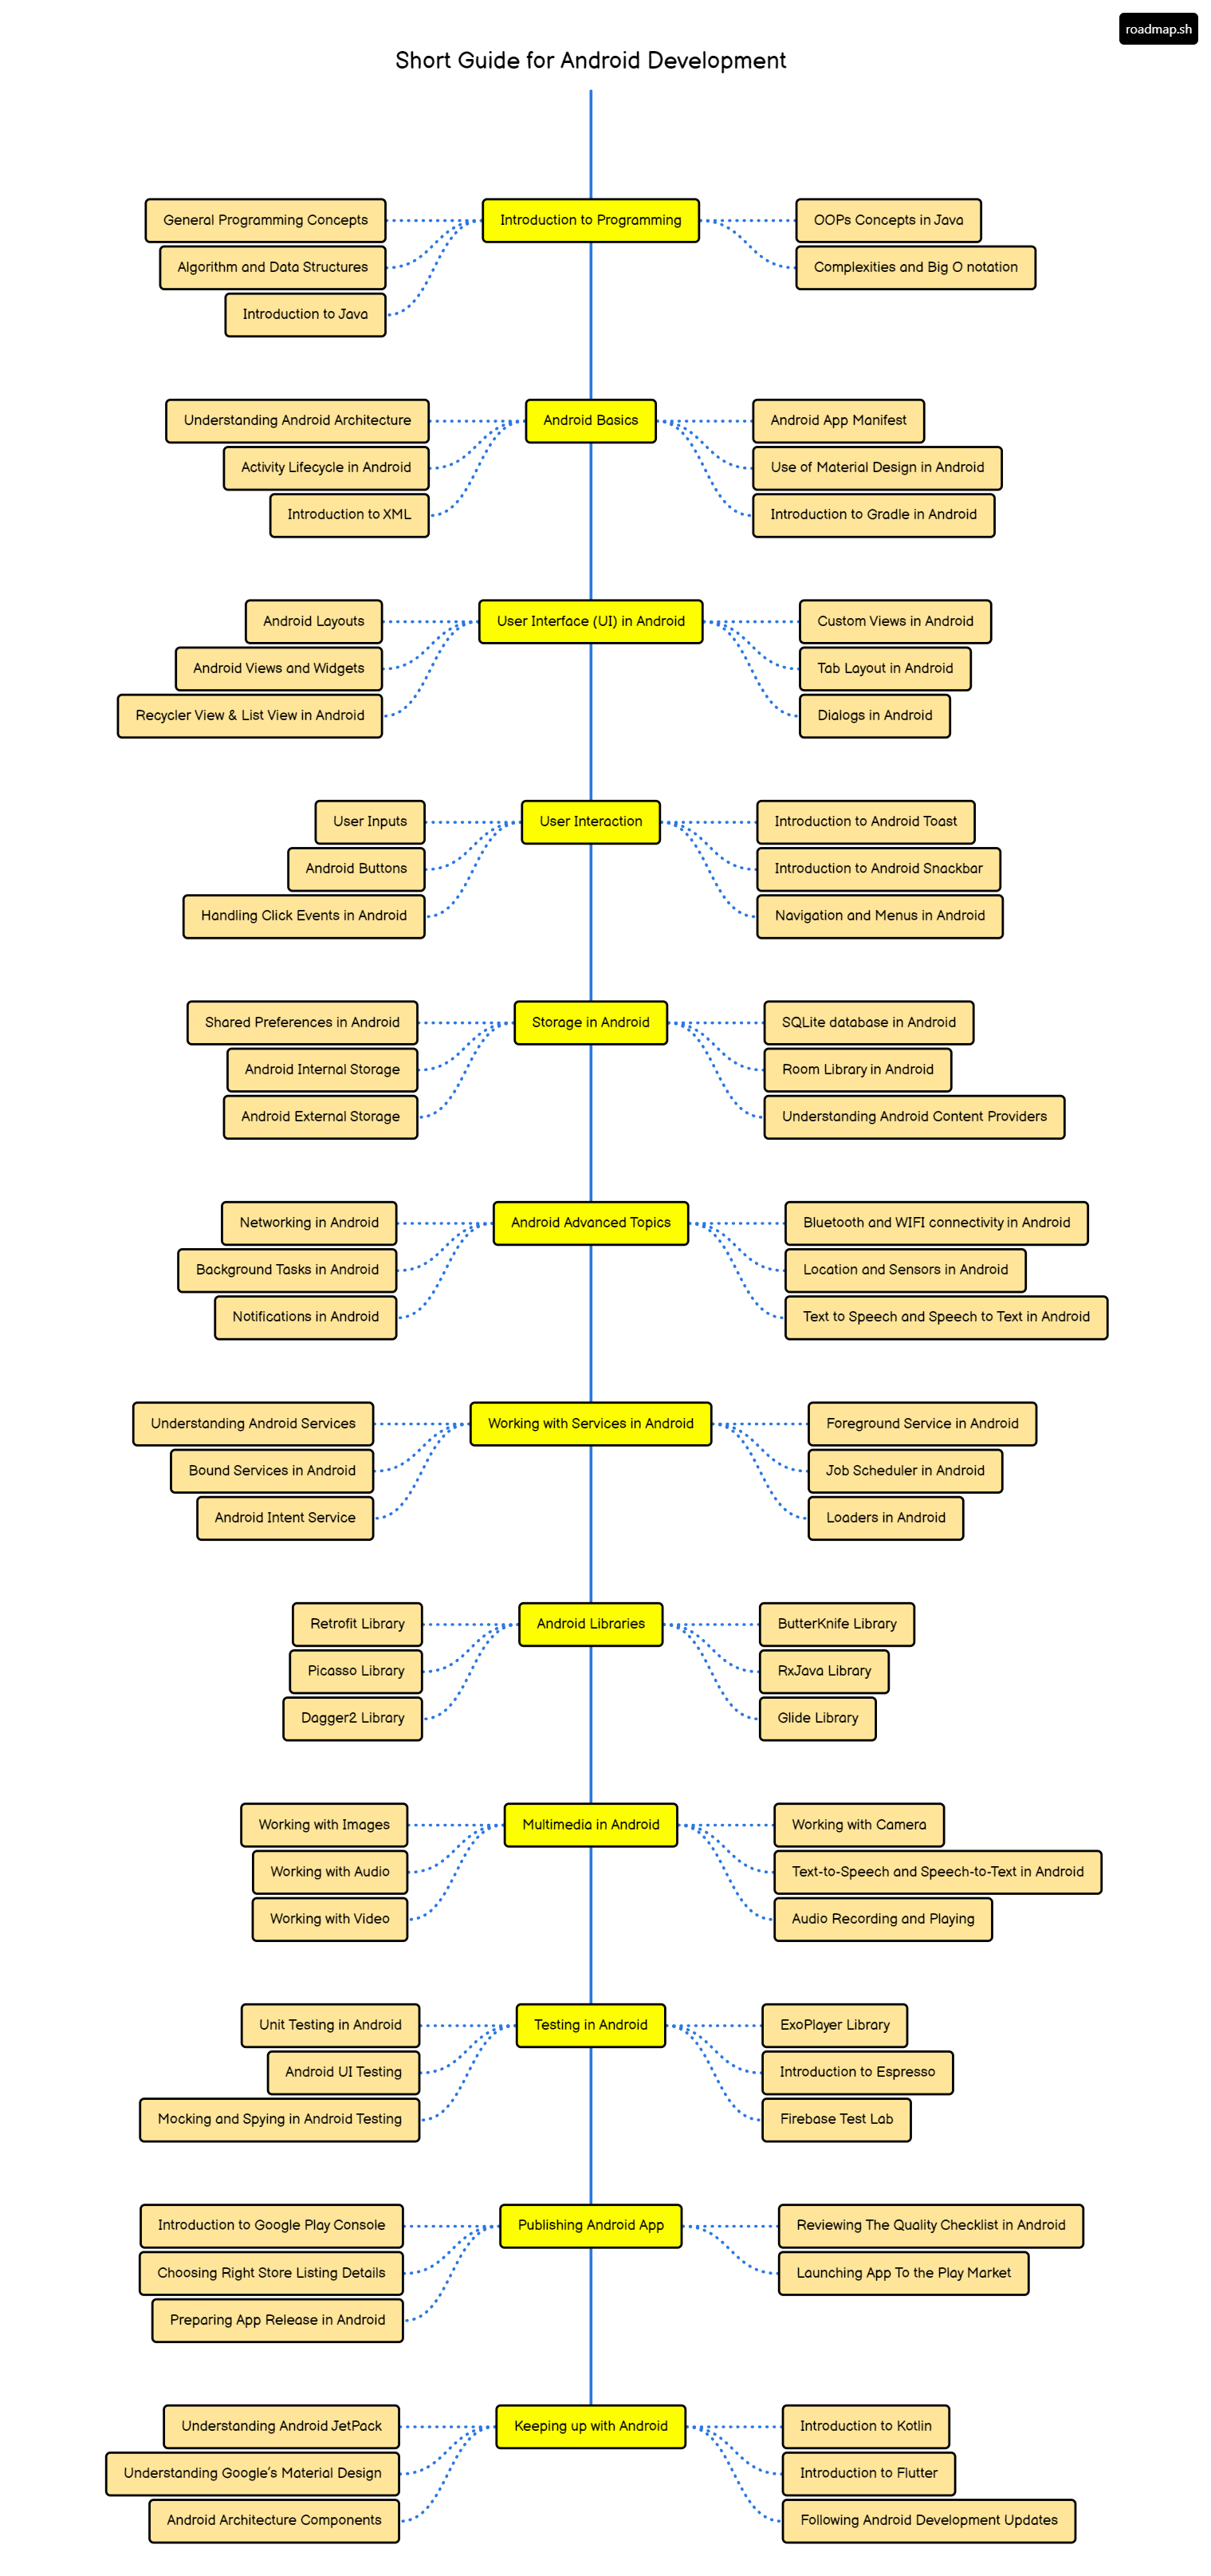 roadmap.sh
Short Guide for Android Development
Introduction to Programming
General Programming Concepts
Algorithm and Data Structures
Introduction to Java
OOPs Concepts in Java
Complexities and Big O notation
Android Basics
Understanding Android Architecture
Activity Lifecycle in Android
Introduction to XML
Android App Manifest
Use of Material Design in Android
Introduction to Gradle in Android
User Interface (UI) in Android
Android Layouts
Android Views and Widgets
Recycler View & List View in Android
Custom Views in Android
Tab Layout in Android
Dialogs in Android
User Interaction
User Inputs
Android Buttons
Handling Click Events in Android
Introduction to Android Toast
Introduction to Android Snackbar
Navigation and Menus in Android
Storage in Android
Shared Preferences in Android
Android Internal Storage
Android External Storage
SQLite database in Android
Room Library in Android
Understanding Android Content Providers
Android Advanced Topics
Networking in Android
Background Tasks in Android
Notifications in Android
Bluetooth and WIFI connectivity in Android
Location and Sensors in Android
Text to Speech and Speech to Text in Android
Working with Services in Android
Understanding Android Services
Bound Services in Android
Android Intent Service
Foreground Service in Android
Job Scheduler in Android
Loaders in Android
Android Libraries
Retrofit Library
Picasso Library
Dagger2 Library
ButterKnife Library
RxJava Library
Glide Library
Multimedia in Android
Working with Images
Working with Audio
Working with Video
Working with Camera
Text-to-Speech and Speech-to-Text in Android
Audio Recording and Playing
Testing in Android
Unit Testing in Android
Android UI Testing
Mocking and Spying in Android Testing
ExoPlayer Library
Introduction to Espresso
Firebase Test Lab
Publishing Android App
Introduction to Google Play Console
Choosing Right Store Listing Details
Preparing App Release in Android
Reviewing The Quality Checklist in Android
Launching App To the Play Market
Keeping up with Android
Understanding Android JetPack
Understanding Google's Material Design
Android Architecture Components
Introduction to Kotlin
Introduction to Flutter
Following Android Development Updates